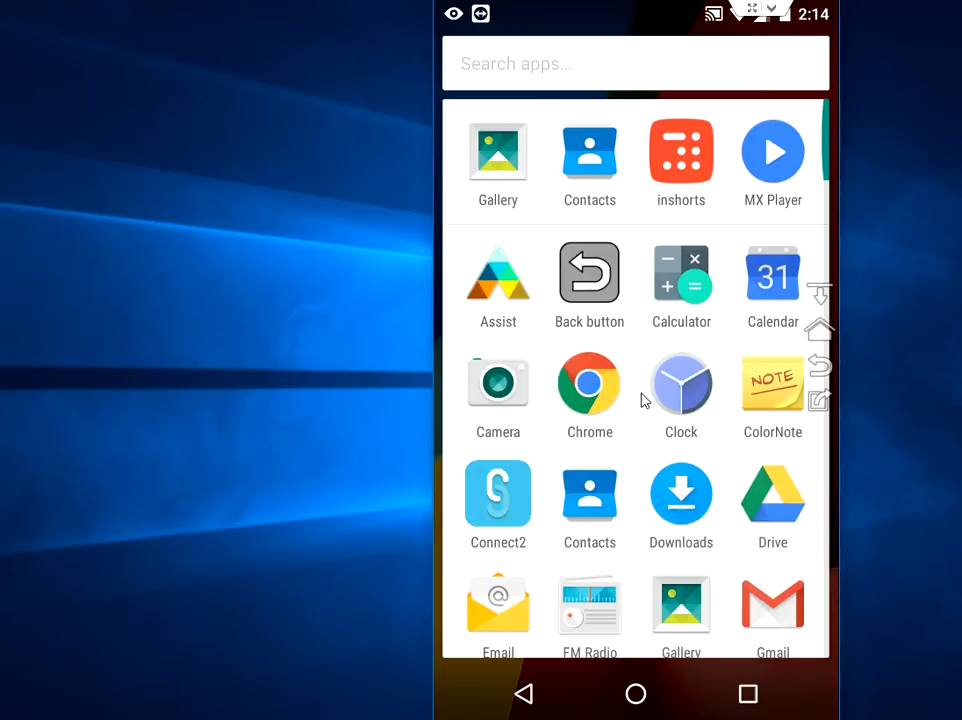 2:14
Search apps...
Gallery Contacts inshorts MX Player
31
Assist Back button Calculator Calendar
NOTE
Camera Chrome Clock ColorNote
Connect2 Contacts Downloads Drive
@
Email FM Radio Gallery Gmail